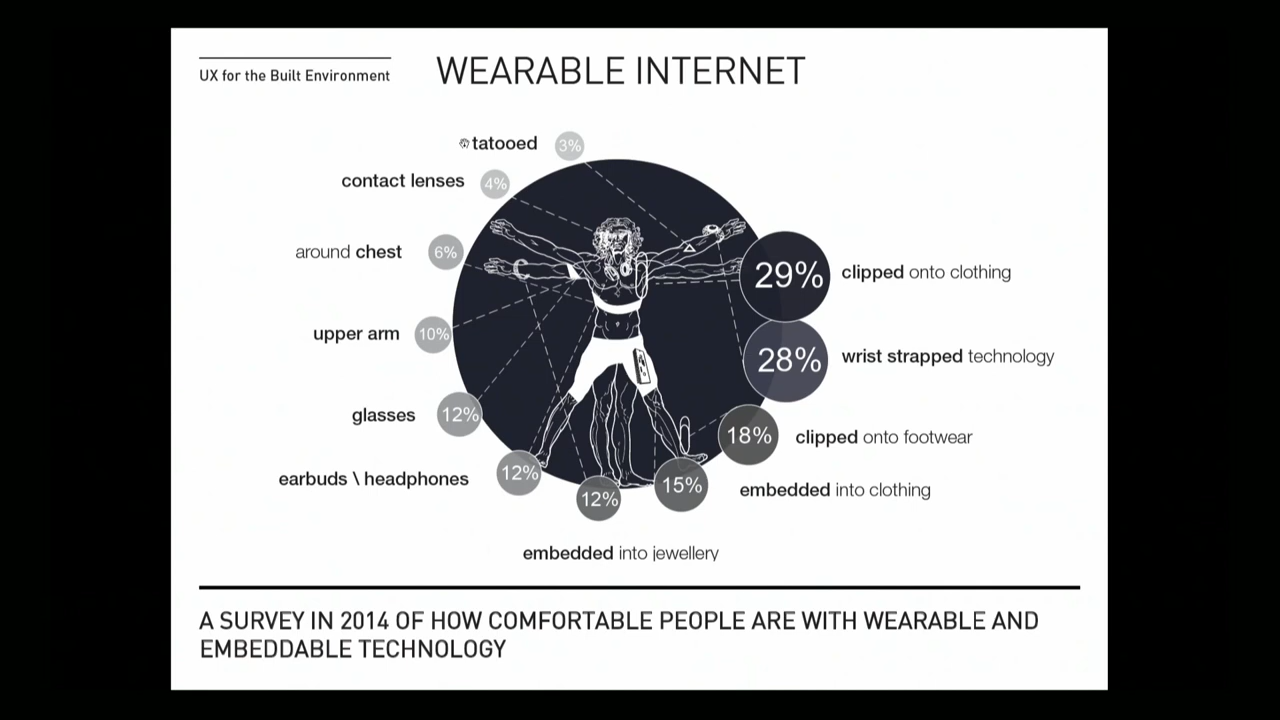 UX for the Built Environment
WEARABLE INTERNET
tatooed 3%
contact lenses 4%
around chest 6%
upper arm 10%
glasses 12%
earbuds \ headphones 12%
12% embedded into jewellery
15% embedded into clothing
18% clipped onto footwear
28% wrist strapped technology
29% clipped onto clothing
A SURVEY IN 2014 OF HOW COMFORTABLE PEOPLE ARE WITH WEARABLE AND
EMBEDDABLE TECHNOLOGY